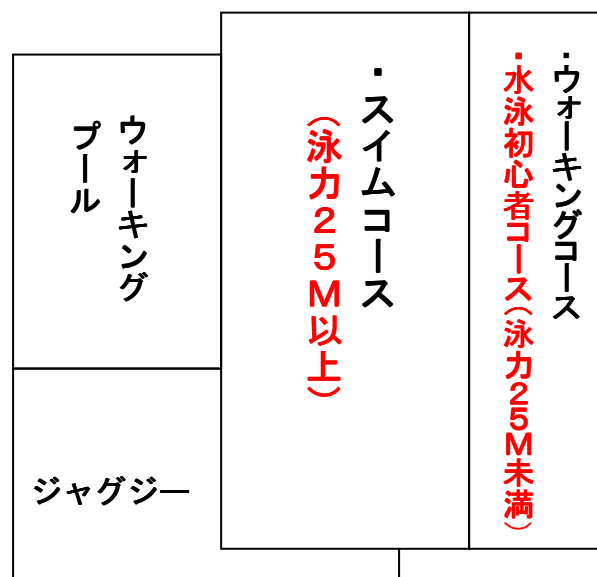 ・ウォーキングコース
・水泳初心者コース（泳力２５Ｍ未満）
・スイムコース
（泳力２５Ｍ以上）
ウォーキング
プール
ジャグジー